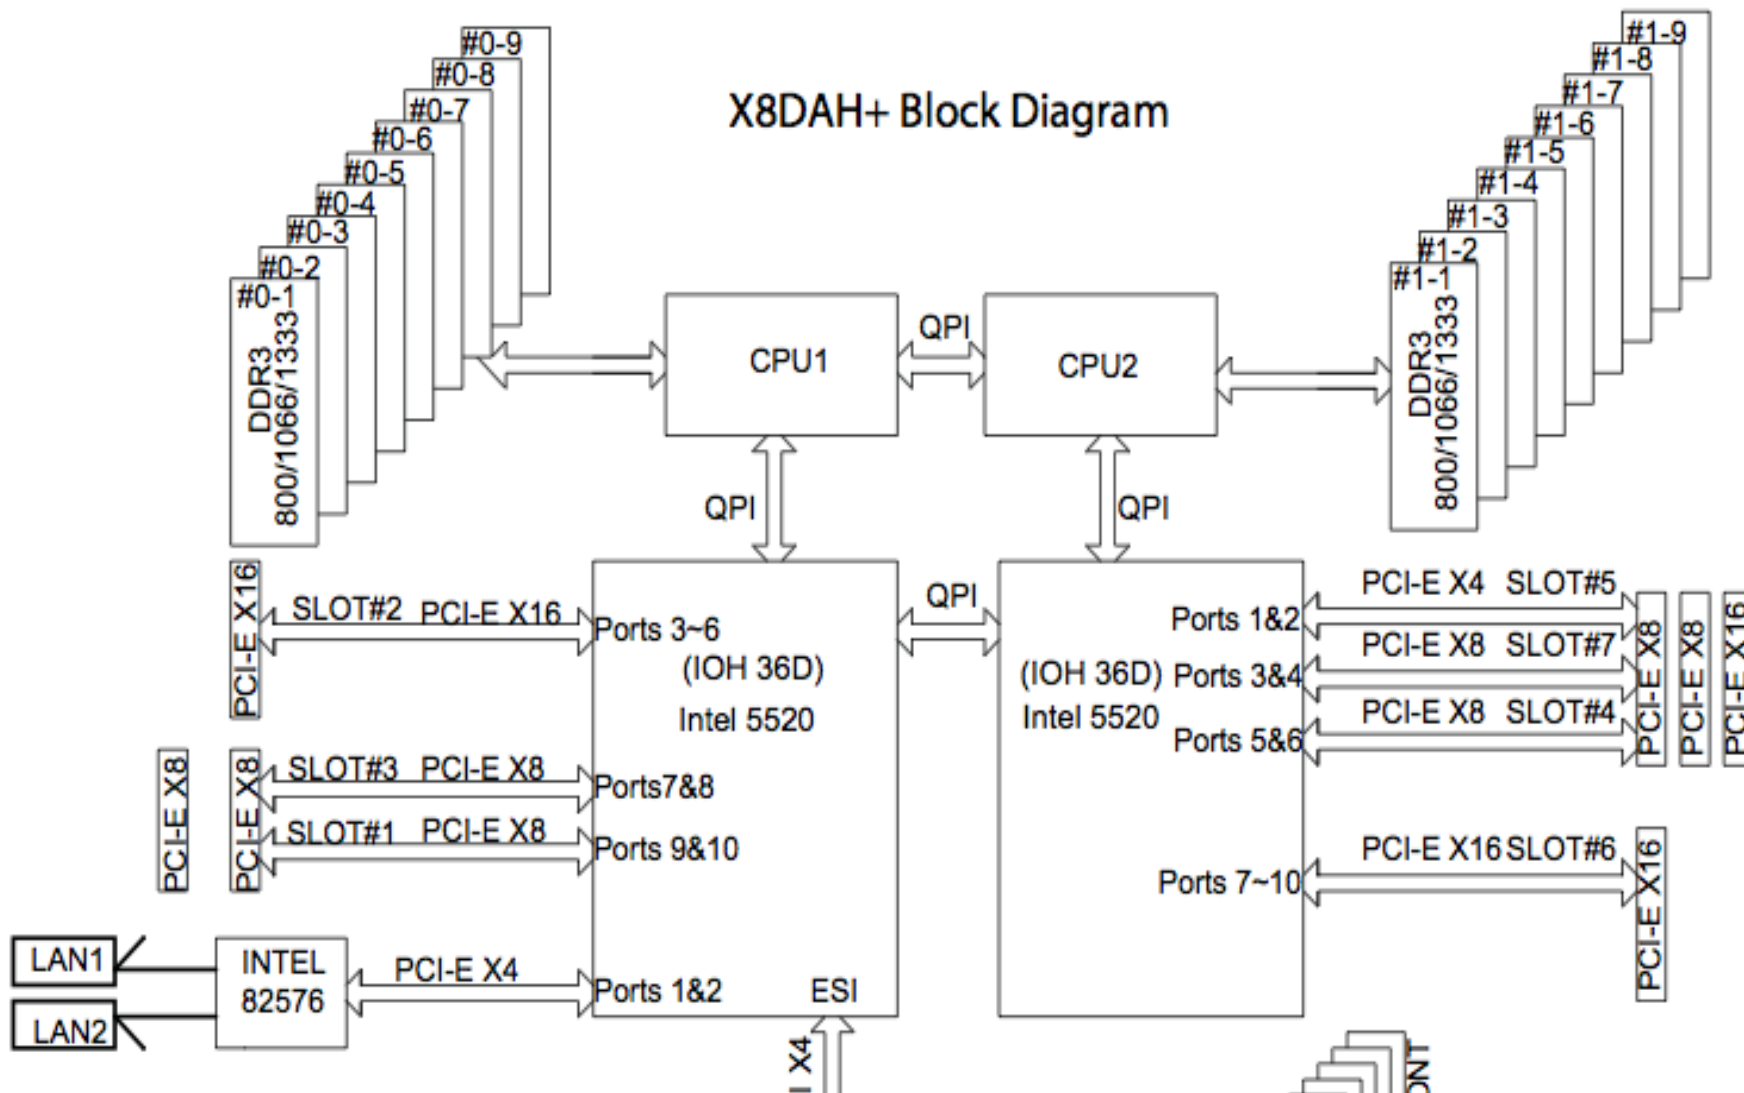 X8DAH+ Block Diagram
#0-9
#0-8
#0-7
#0-6
#0-5
#0-4
#0-3
#0-2
#0-1
DDR3
800/1066/1333
#1-9
#1-8
#1-7
#1-6
#1-5
#1-4
#1-3
#1-2
#1-1
DDR3
800/1066/1333
CPU1
QPI
CPU2
QPI
QPI
PCI-E X16
SLOT#2 PCI-E X16
Ports 3~6
(IOH 36D)
Intel 5520
QPI
(IOH 36D)
Intel 5520
Ports 1&2
PCI-E X4 SLOT#5
Ports 3&4
PCI-E X8 SLOT#7
Ports 5&6
PCI-E X8 SLOT#4
PCI-E X8
PCI-E X8
PCI-E X16
PCI-E X8
PCI-E X8
SLOT#3 PCI-E X8
Ports7&8
SLOT#1 PCI-E X8
Ports 9&10
Ports 7~10
PCI-E X16 SLOT#6
PCI-E X16
LAN1
LAN2
INTEL
82576
PCI-E X4
Ports 1&2
ESI
X4